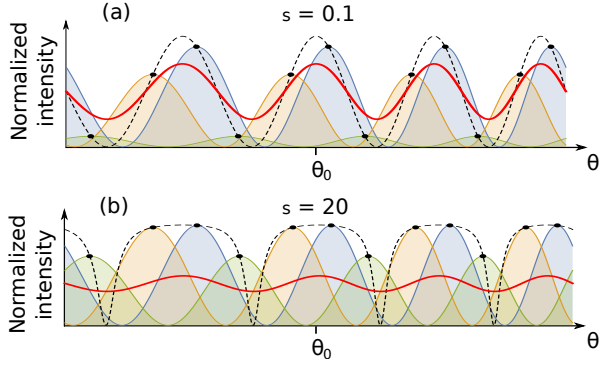 (a)
s = 0.1
Normalized
intensity
θ₀
θ
(b)
s = 20
Normalized
intensity
θ₀
θ